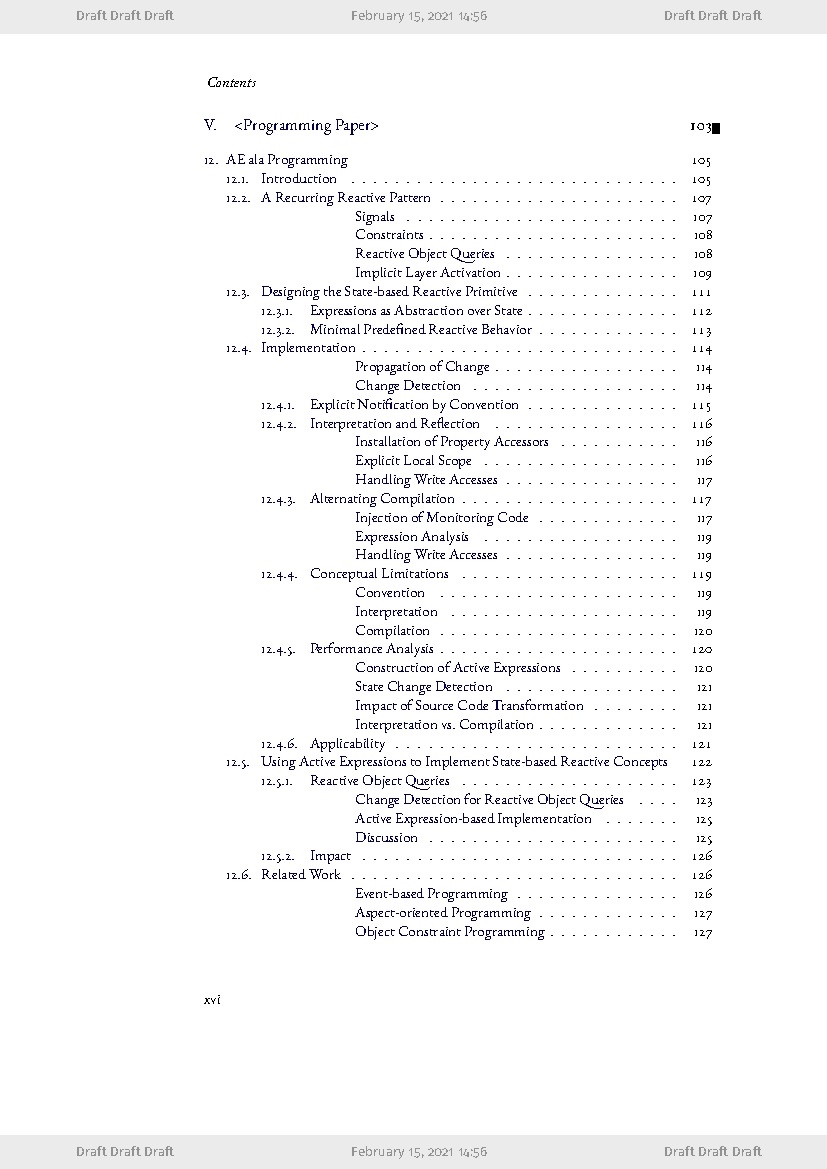 Draft Draft Draft February 15, 2021 14:56 Draft Draft Draft
Contents
V. <Programming Paper> 103
12. AE ala Programming 105
12.1. Introduction . . . . . . . . . . . . . . . . . . . . . . . . . . . . . . 105
12.2. A Recurring Reactive Pattern . . . . . . . . . . . . . . . . . . . . . . 107
Signals . . . . . . . . . . . . . . . . . . . . . . . . . 107
Constraints . . . . . . . . . . . . . . . . . . . . . . . 108
Reactive Object Queries . . . . . . . . . . . . . . . . 108
Implicit Layer Activation . . . . . . . . . . . . . . . . 109
12.3. Designing the State-based Reactive Primitive . . . . . . . . . . . . . . 111
12.3.1. Expressions as Abstraction over State . . . . . . . . . . . . . . 112
12.3.2. Minimal Predefined Reactive Behavior . . . . . . . . . . . . . 113
12.4. Implementation . . . . . . . . . . . . . . . . . . . . . . . . . . . . . 114
Propagation of Change . . . . . . . . . . . . . . . . . 114
Change Detection . . . . . . . . . . . . . . . . . . . 114
12.4.1. Explicit Notification by Convention . . . . . . . . . . . . . . 115
12.4.2. Interpretation and Reflection . . . . . . . . . . . . . . . . . 116
Installation of Property Accessors . . . . . . . . . . . 116
Explicit Local Scope . . . . . . . . . . . . . . . . . . 116
Handling Write Accesses . . . . . . . . . . . . . . . . 117
12.4.3. Alternating Compilation . . . . . . . . . . . . . . . . . . . . 117
Injection of Monitoring Code . . . . . . . . . . . . . 117
Expression Analysis . . . . . . . . . . . . . . . . . . 119
Handling Write Accesses . . . . . . . . . . . . . . . . 119
12.4.4. Conceptual Limitations . . . . . . . . . . . . . . . . . . . . 119
Convention . . . . . . . . . . . . . . . . . . . . . . 119
Interpretation . . . . . . . . . . . . . . . . . . . . . 119
Compilation . . . . . . . . . . . . . . . . . . . . . . 120
12.4.5. Performance Analysis . . . . . . . . . . . . . . . . . . . . . . 120
Construction of Active Expressions . . . . . . . . . . 120
State Change Detection . . . . . . . . . . . . . . . . 121
Impact of Source Code Transformation . . . . . . . . 121
Interpretation vs. Compilation . . . . . . . . . . . . . 121
12.4.6. Applicability . . . . . . . . . . . . . . . . . . . . . . . . . . 121
12.5. Using Active Expressions to Implement State-based Reactive Concepts 122
12.5.1. Reactive Object Queries . . . . . . . . . . . . . . . . . . . . 123
Change Detection for Reactive Object Queries . . . . 123
Active Expression-based Implementation . . . . . . . 125
Discussion . . . . . . . . . . . . . . . . . . . . . . . 125
12.5.2. Impact . . . . . . . . . . . . . . . . . . . . . . . . . . . . . 126
12.6. Related Work . . . . . . . . . . . . . . . . . . . . . . . . . . . . . . 126
Event-based Programming . . . . . . . . . . . . . . . 126
Aspect-oriented Programming . . . . . . . . . . . . . 127
Object Constraint Programming . . . . . . . . . . . . 127
xvi
Draft Draft Draft February 15, 2021 14:56 Draft Draft Draft